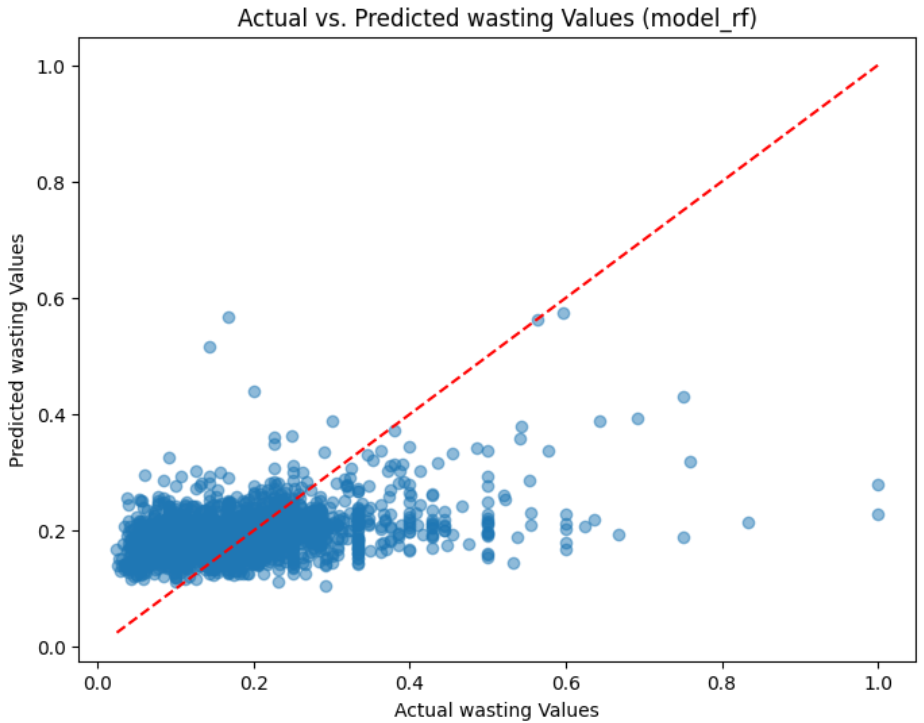 Actual vs. Predicted wasting Values (model_rf)
Predicted wasting Values
1.0
0.8
0.6
0.4
0.2
0.0
0.0 0.2 0.4 0.6 0.8 1.0
Actual wasting Values